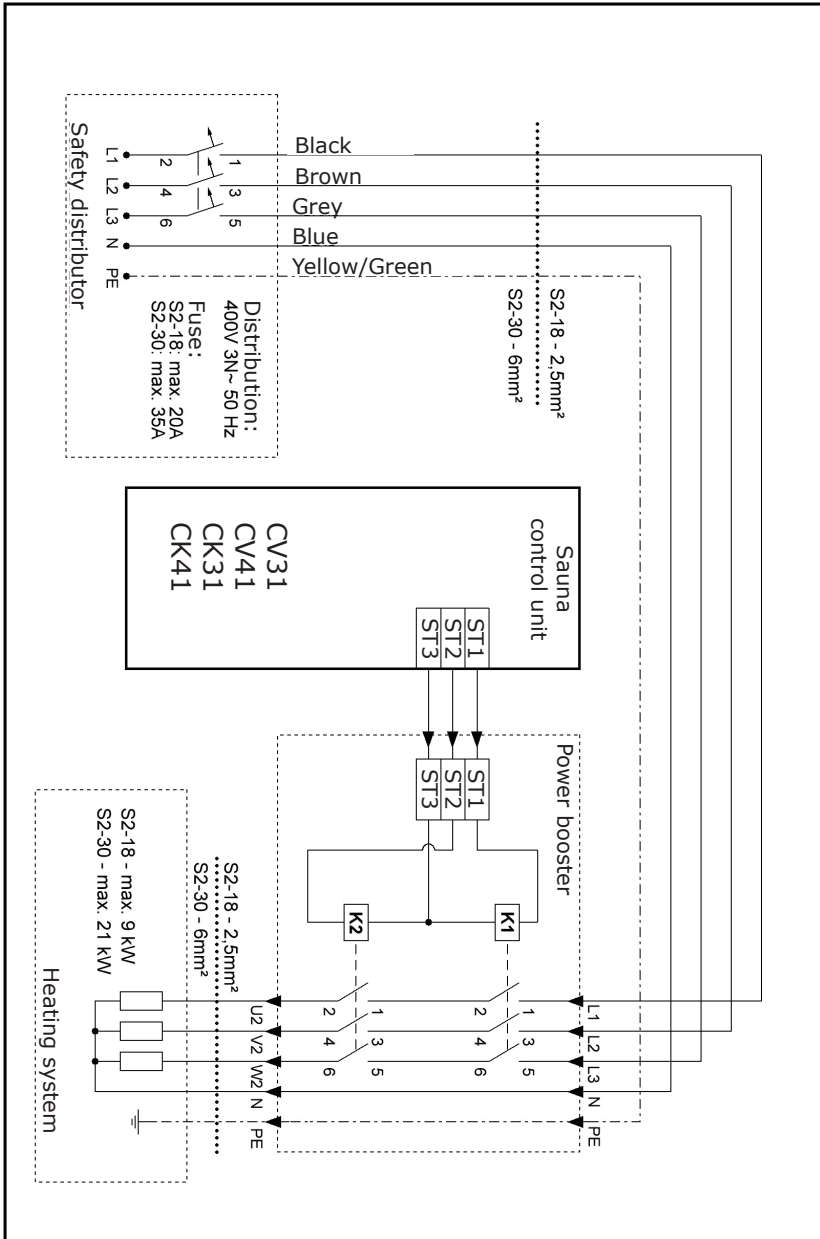 Safety distributor
L1
L2
L3
N
PE
2
4
6
1
3
5
Black
Brown
Grey
Blue
Yellow/Green
Distribution:
400V 3N~ 50 Hz
Fuse:
S2-18: max. 20A
S2-30: max. 35A
S2-18 - 2,5mm²
S2-30 - 6mm²
Sauna
control unit
CV31
CV41
CK31
CK41
ST1
ST2
ST3
Power booster
ST1
ST2
ST3
K1
K2
L1
L2
L3
N
PE
1
3
5
2
4
6
1
3
5
2
4
6
U2
V2
W2
N
PE
S2-18 - 2,5mm²
S2-30 - 6mm²
S2-18 - max. 9 kW
S2-30 - max. 21 kW
Heating system